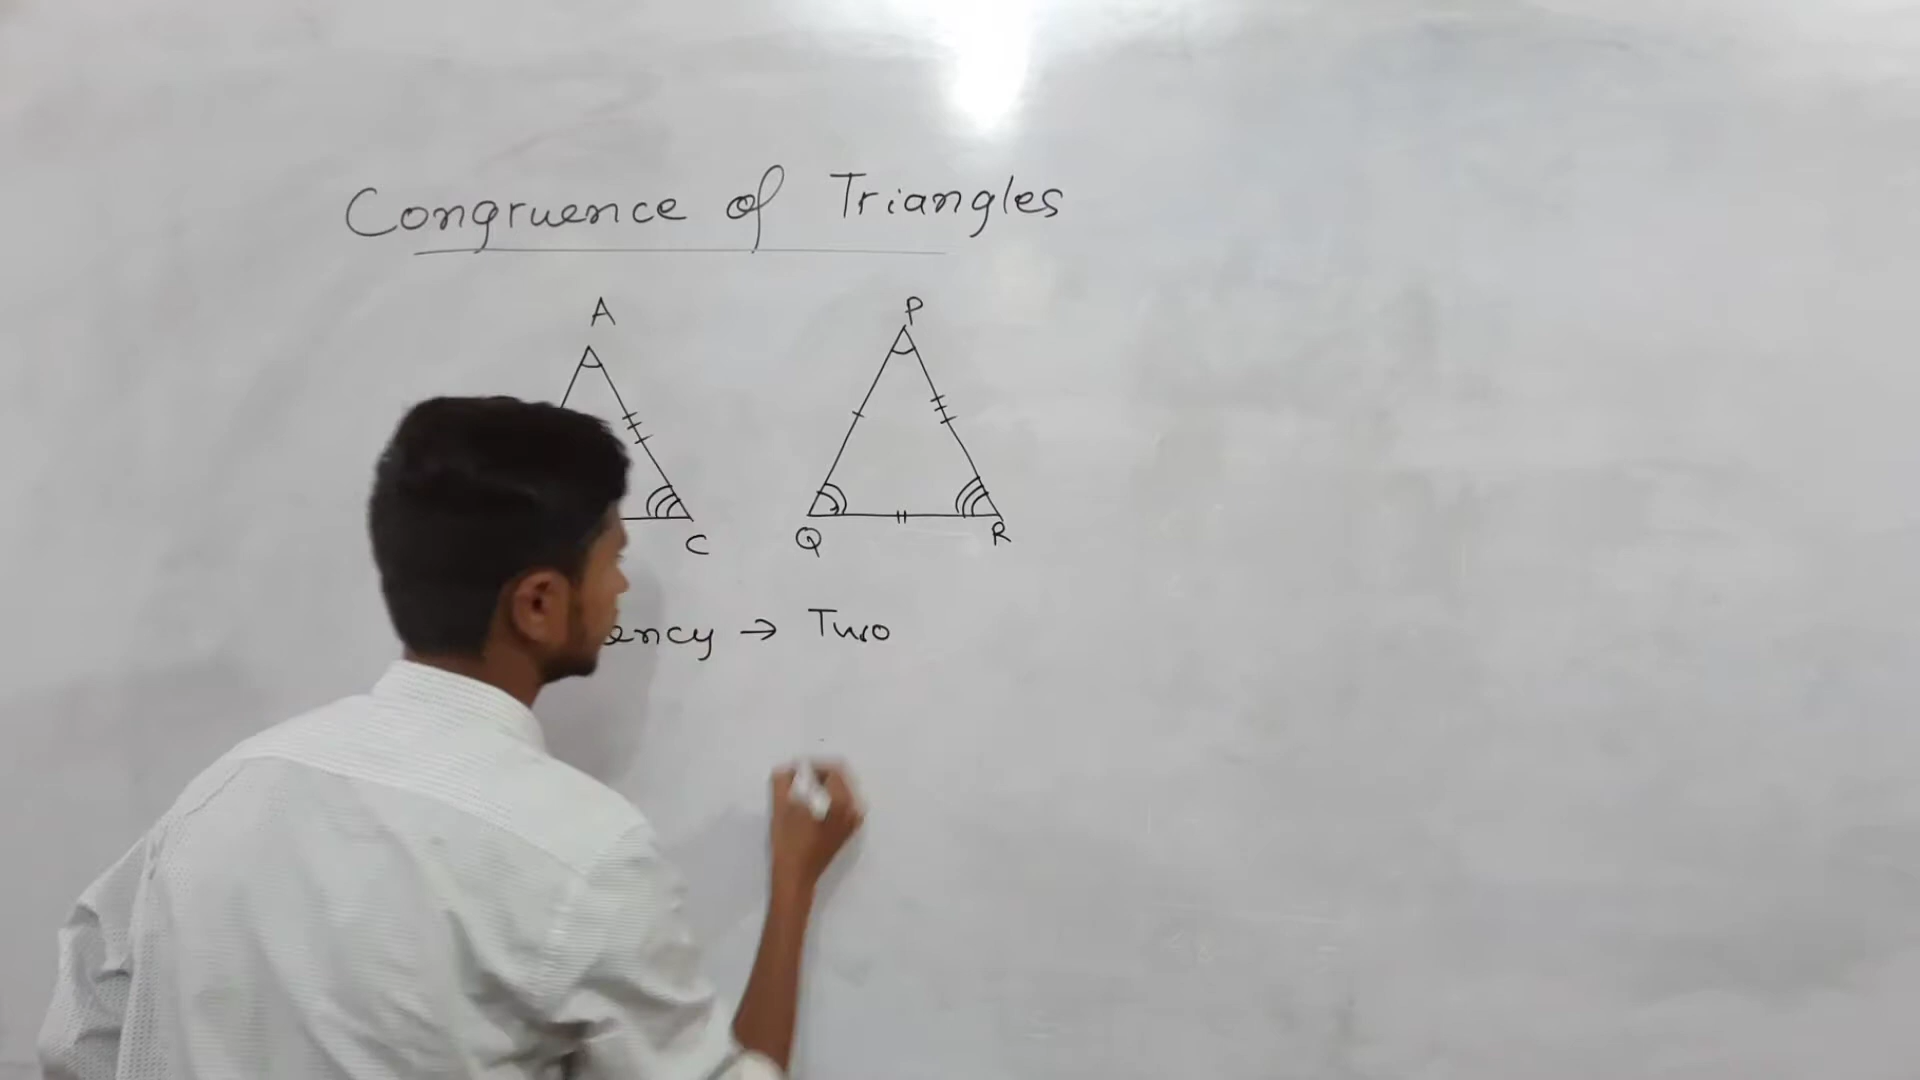 Congruence of Triangles
A P
C Q R
ency → Two